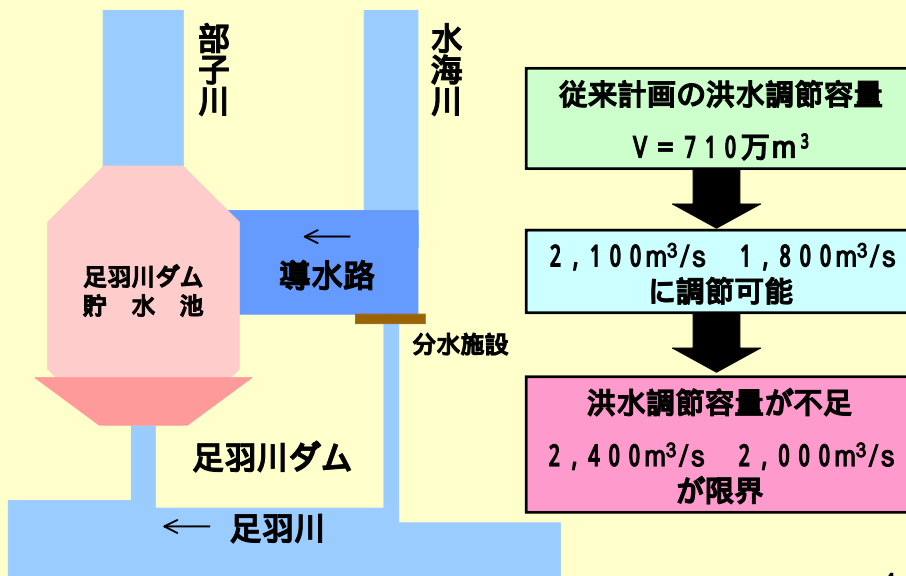 部子川
水海川
従来計画の洪水調節容量
V=710万m³
2,100m³/s 1,800m³/s
に調節可能
導水路
足羽川ダム
貯水池
分水施設
洪水調節容量が不足
2,400m³/s 2,000m³/s
が限界
足羽川ダム
足羽川